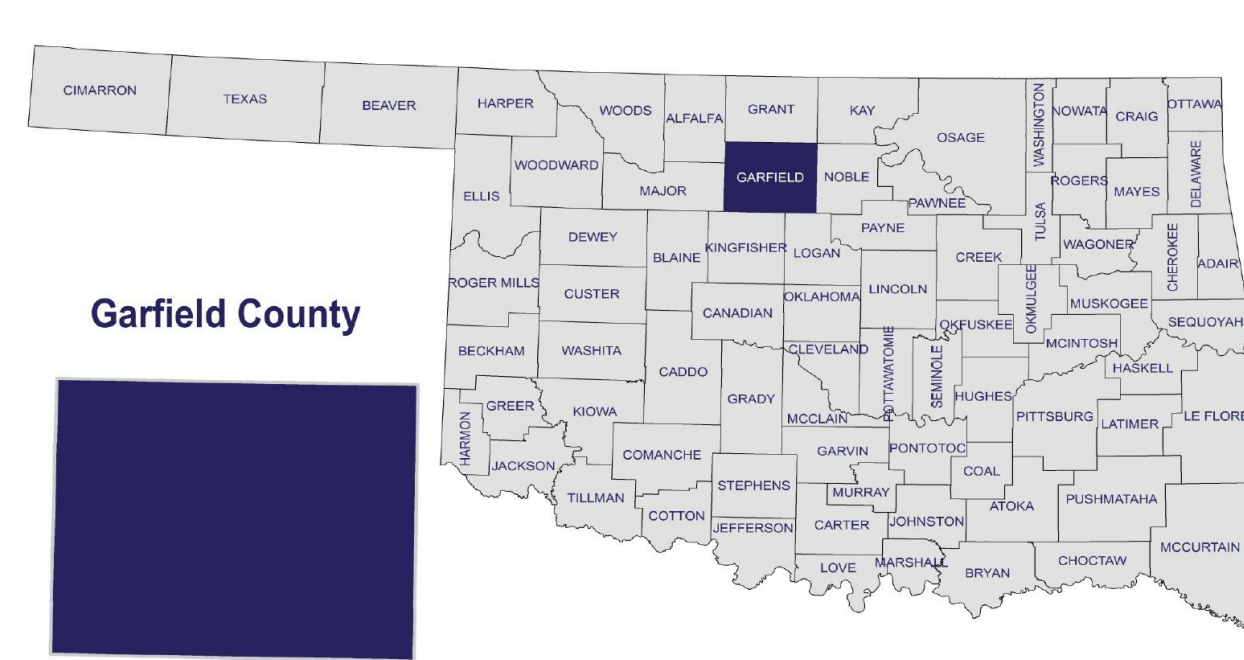 CIMARRON
TEXAS
BEAVER
HARPER
WOODS
ALFALFA
GRANT
KAY
OSAGE
WASHINGTON
NOWATA
CRAIG
OTTAWA
ELLIS
WOODWARD
MAJOR
GARFIELD
NOBLE
PAWNEE
TULSA
ROGERS
MAYES
DELAWARE
DEWEY
BLAINE
KINGFISHER
LOGAN
PAYNE
CREEK
WAGONER
CHEROKEE
ADAIR
ROGER MILLS
CUSTER
CANADIAN
OKLAHOMA
LINCOLN
OKMULGEE
MUSKOGEE
SEQUOYAH
Garfield County
BECKHAM
WASHITA
CADDO
GRADY
CLEVELAND
POTTAWATOMIE
SEMINOLE
OKFUSKEE
MCINTOSH
HASKELL
HARMON
GREER
KIOWA
MCCLAIN
HUGHES
PITTSBURG
LATIMER
LE FLORE
JACKSON
COMANCHE
GARVIN
PONTOTOC
COAL
TILLMAN
COTTON
STEPHENS
MURRAY
JOHNSTON
ATOKA
PUSHMATAHA
JEFFERSON
CARTER
LOVE
MARSHALL
BRYAN
CHOCTAW
MCCURTAIN